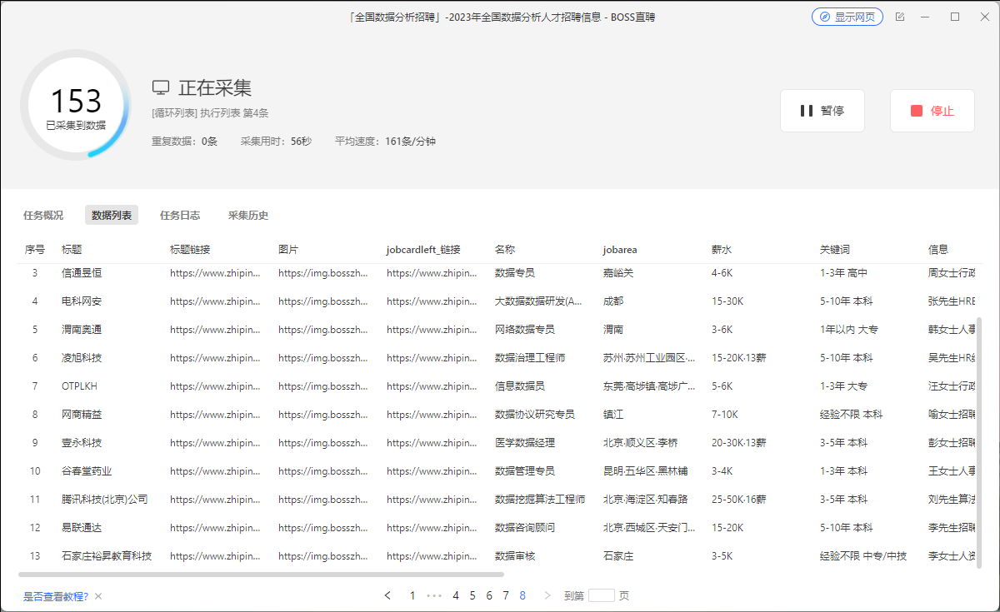 「全国数据分析招聘」-2023年全国数据分析人才招聘信息 - BOSS直聘
显示网页
153
已采集到数据
正在采集
[循环列表] 执行列表 第4条
重复数据: 0条 采集用时: 56秒 平均速度: 161条/分钟
暂停
停止
任务概况 数据列表 任务日志 采集历史
序号 标题 标题链接 图片 jobcardleft_链接 名称 jobarea 薪水 关键词 信息
3 信通昱恒 https://www.zhipin... https://img.bosszh... https://www.zhipin... 数据专员 嘉峪关 4-6K 1-3年 高中 周女士行政
4 电科网安 https://www.zhipin... https://img.bosszh... https://www.zhipin... 大数据数据研发(A... 成都 15-30K 5-10年 本科 张先生HRB
5 渭南奥通 https://www.zhipin... https://img.bosszh... https://www.zhipin... 网络数据专员 渭南 3-6K 1年以内 大专 韩女士人事
6 凌旭科技 https://www.zhipin... https://img.bosszh... https://www.zhipin... 数据治理工程师 苏州·苏州工业园区·... 15-20K·13薪 5-10年 本科 吴先生HR
7 OTPLKH https://www.zhipin... https://img.bosszh... https://www.zhipin... 信息数据员 东莞·高埗镇·高埗广... 5-6K 1-3年 大专 汪女士行政
8 网商精益 https://www.zhipin... https://img.bosszh... https://www.zhipin... 数据协议研究专员 镇江 7-10K 经验不限 本科 喻女士招聘
9 壹永科技 https://www.zhipin... https://img.bosszh... https://www.zhipin... 医学数据经理 北京·顺义区·李桥 20-30K·13薪 3-5年 本科 彭女士招聘
10 谷春堂药业 https://www.zhipin... https://img.bosszh... https://www.zhipin... 数据管理专员 昆明·五华区·黑林铺 3-4K 1-3年 本科 王女士人事
11 腾讯科技(北京)公司 https://www.zhipin... https://img.bosszh... https://www.zhipin... 数据挖掘算法工程师 北京·海淀区·知春路 25-50K·16薪 3-5年 本科 刘先生算法
12 易联通达 https://www.zhipin... https://img.bosszh... https://www.zhipin... 数据咨询顾问 北京·西城区·天安门... 15-20K 5-10年 本科 李先生招聘
13 石家庄裕昇教育科技 https://www.zhipin... https://img.bosszh... https://www.zhipin... 数据审核 石家庄 3-5K 经验不限 中专/中技 李女士人资
是否查看教程? × < 1 ••• 4 5 6 7 8 > 到第 页